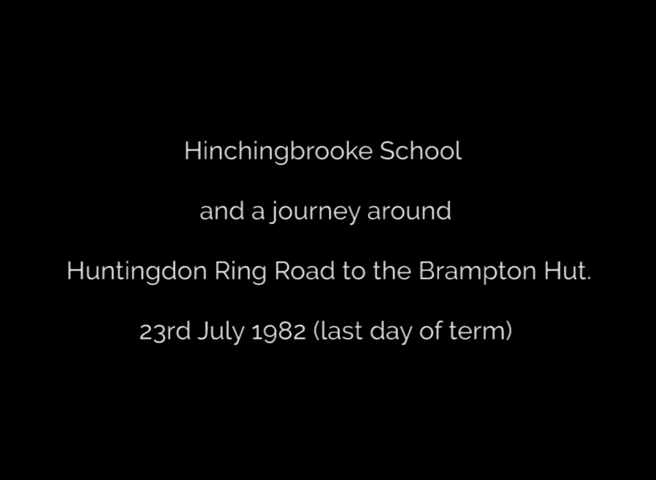 Hinchingbrooke School
and a journey around
Huntingdon Ring Road to the Brampton Hut.
23rd July 1982 (last day of term)